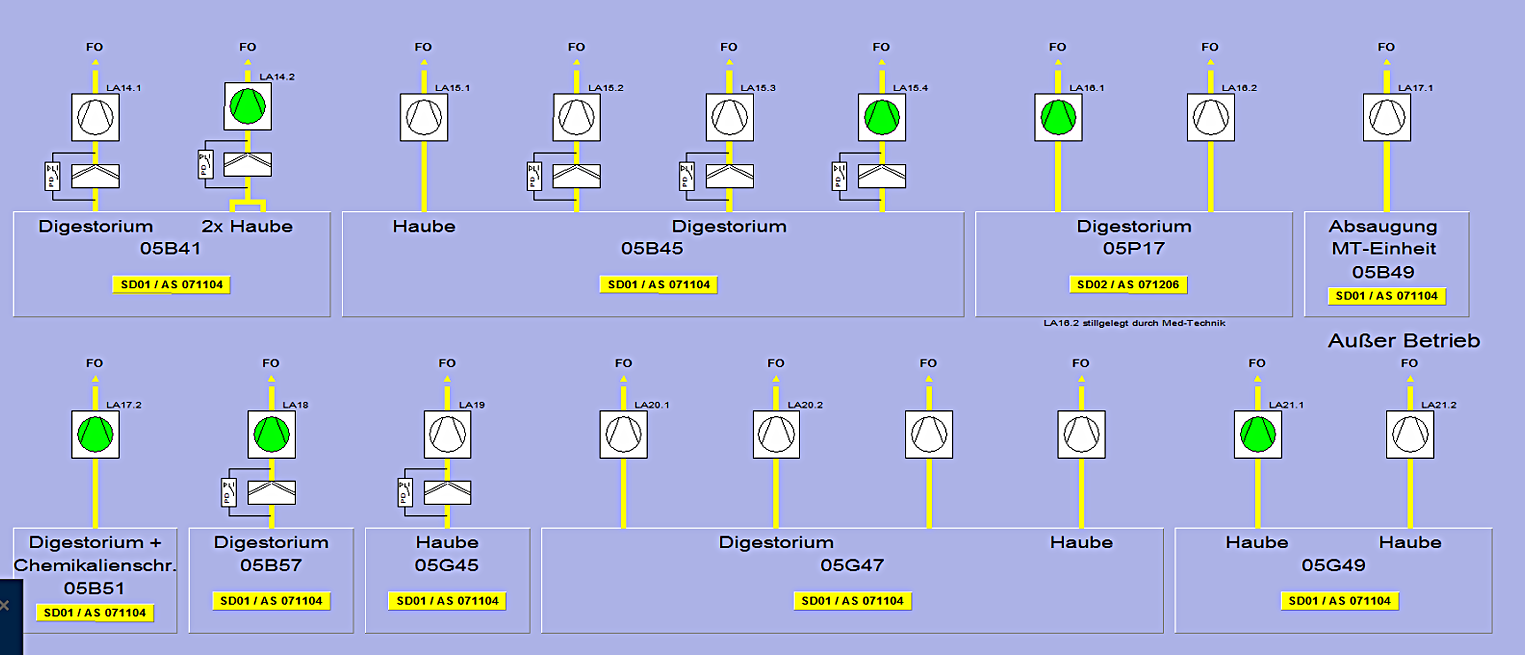 FO FO FO FO FO FO FO FO FO
LA14.1 LA14.2 LA15.1 LA15.2 LA15.3 LA15.4 LA16.1 LA16.2 LA17.1
PD PD PD PD PD
Digestorium 2x Haube
05B41
SD01 / AS 071104
Haube Digestorium
05B45
SD01 / AS 071104
Digestorium
05P17
SD02 / AS 071206
LA16.2 stillgelegt durch Med-Technik
Absaugung
MT-Einheit
05B49
SD01 / AS 071104
Außer Betrieb
FO FO FO FO FO FO FO FO FO
LA17.2 LA18 LA19 LA20.1 LA20.2 LA21.1 LA21.2
PD PD
Digestorium +
Chemikalienschr.
05B51
SD01 / AS 071104
Digestorium
05B57
SD01 / AS 071104
Haube
05G45
SD01 / AS 071104
Digestorium Haube
05G47
SD01 / AS 071104
Haube Haube
05G49
SD01 / AS 071104